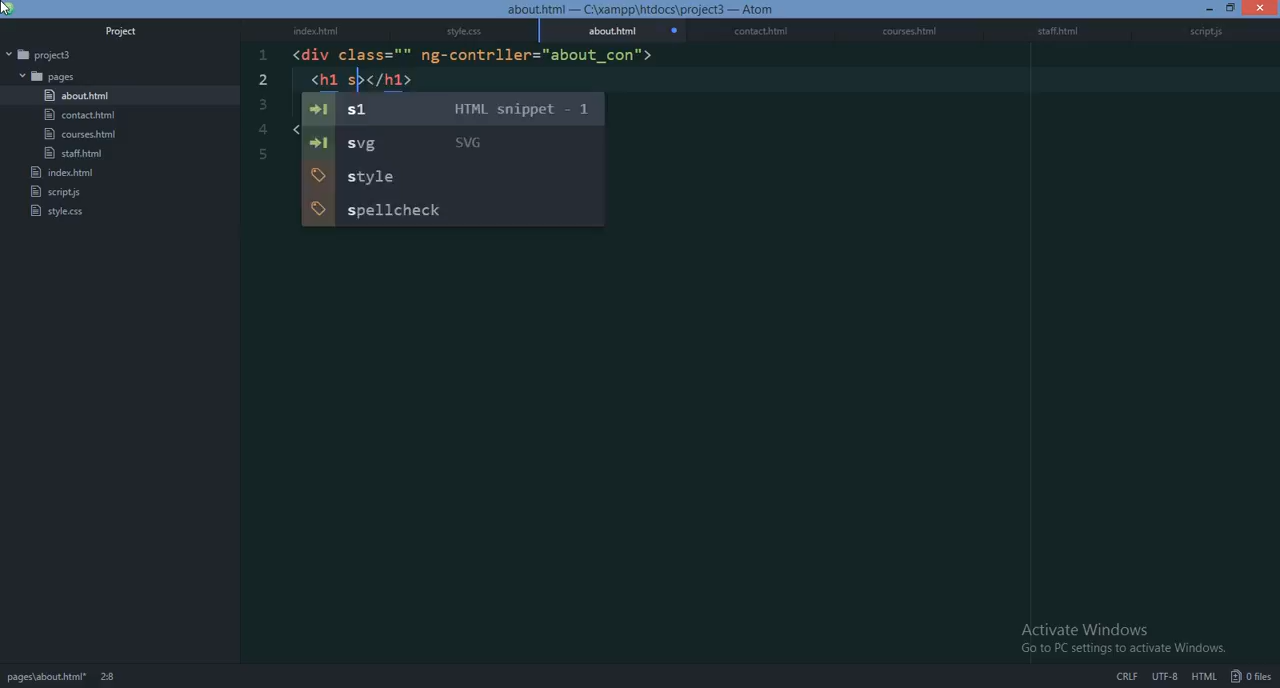 about.html — C:\xampp\htdocs\project3 — Atom
Project
index.html
style.css
about.html
contact.html
courses.html
staff.html
script.js
project3
pages
about.html
contact.html
courses.html
staff.html
index.html
script.js
style.css
1 <div class="" ng-contrller="about_con">
2 <h1 s></h1>
3
4 <
5
s1 HTML snippet - 1
svg SVG
style
spellcheck
Activate Windows
Go to PC settings to activate Windows.
pages\about.html* 2:8 CRLF UTF-8 HTML 0 files